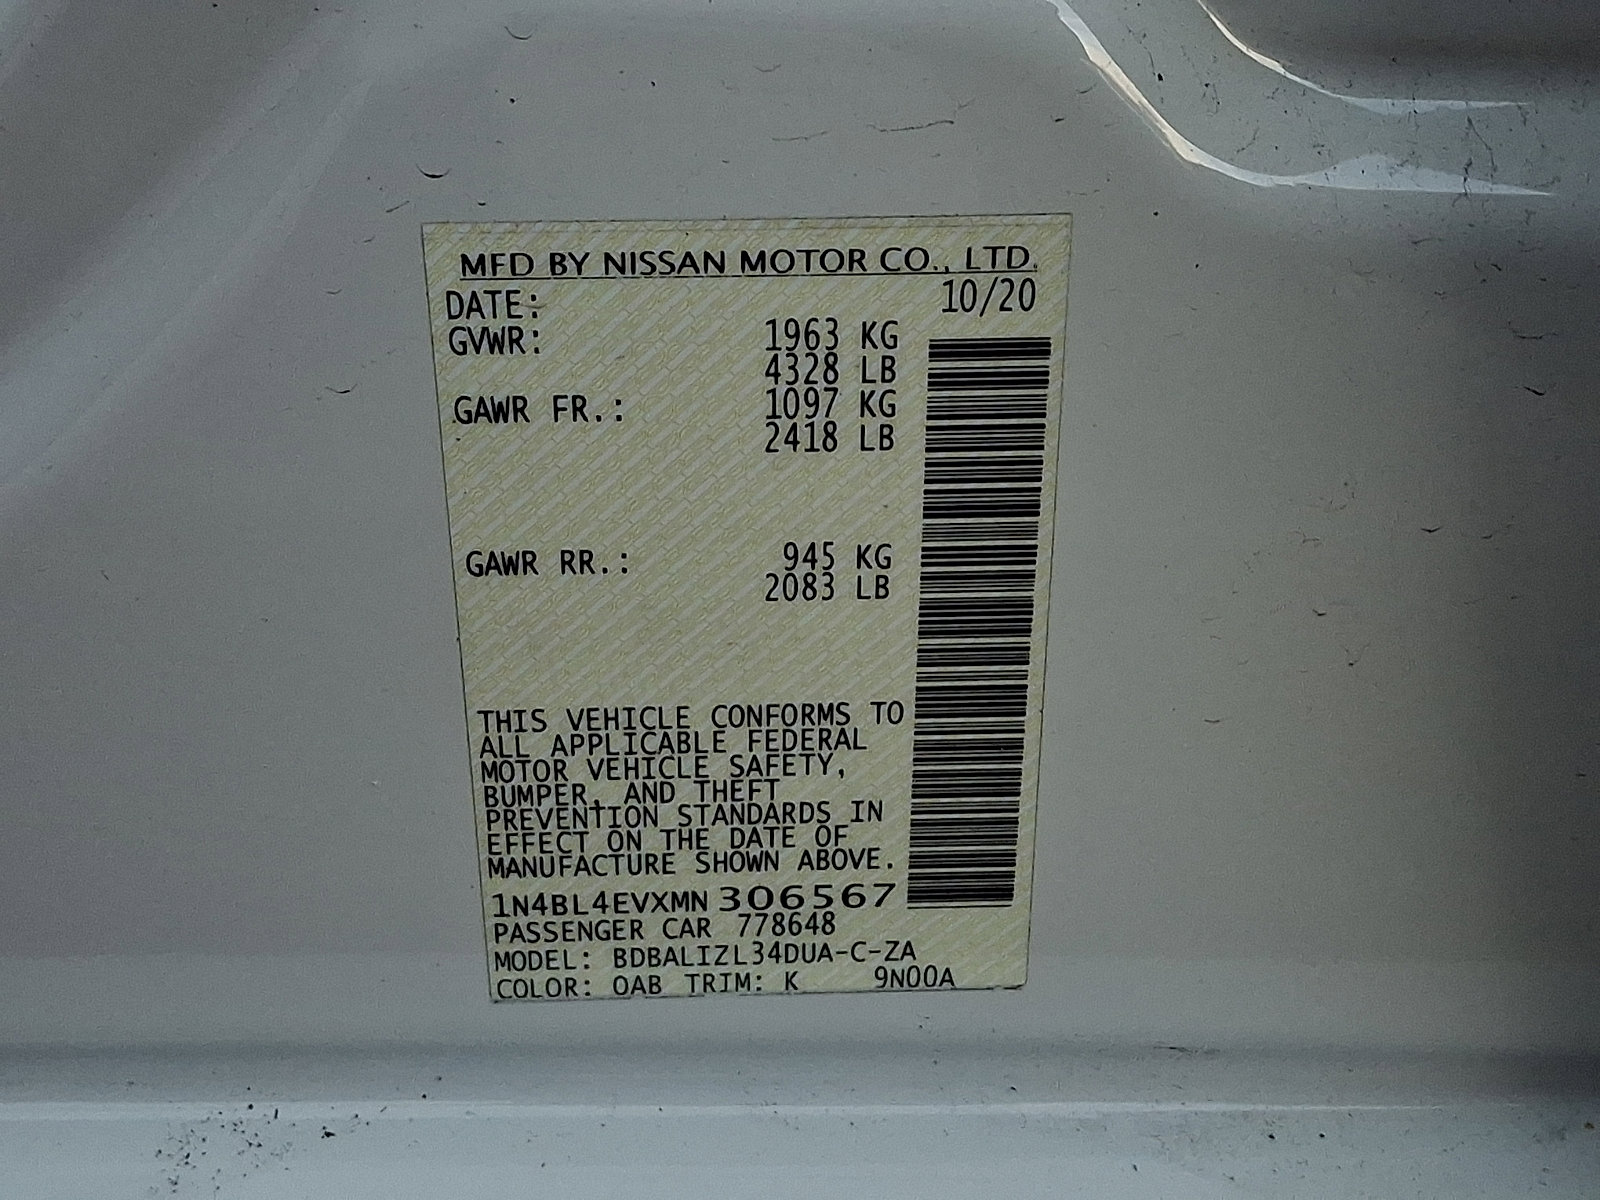 MFD BY NISSAN MOTOR CO., LTD.
DATE: 10/20
GVWR: 1963 KG
4328 LB
GAWR FR.: 1097 KG
2418 LB
GAWR RR.: 945 KG
2083 LB
THIS VEHICLE CONFORMS TO
ALL APPLICABLE FEDERAL
MOTOR VEHICLE SAFETY,
BUMPER, AND THEFT
PREVENTION STANDARDS IN
EFFECT ON THE DATE OF
MANUFACTURE SHOWN ABOVE.
1N4BL4EVXMN306567
PASSENGER CAR 778648
MODEL: BDBALIZL34DUA-C-ZA
COLOR: QAB TRIM: K 9N00A